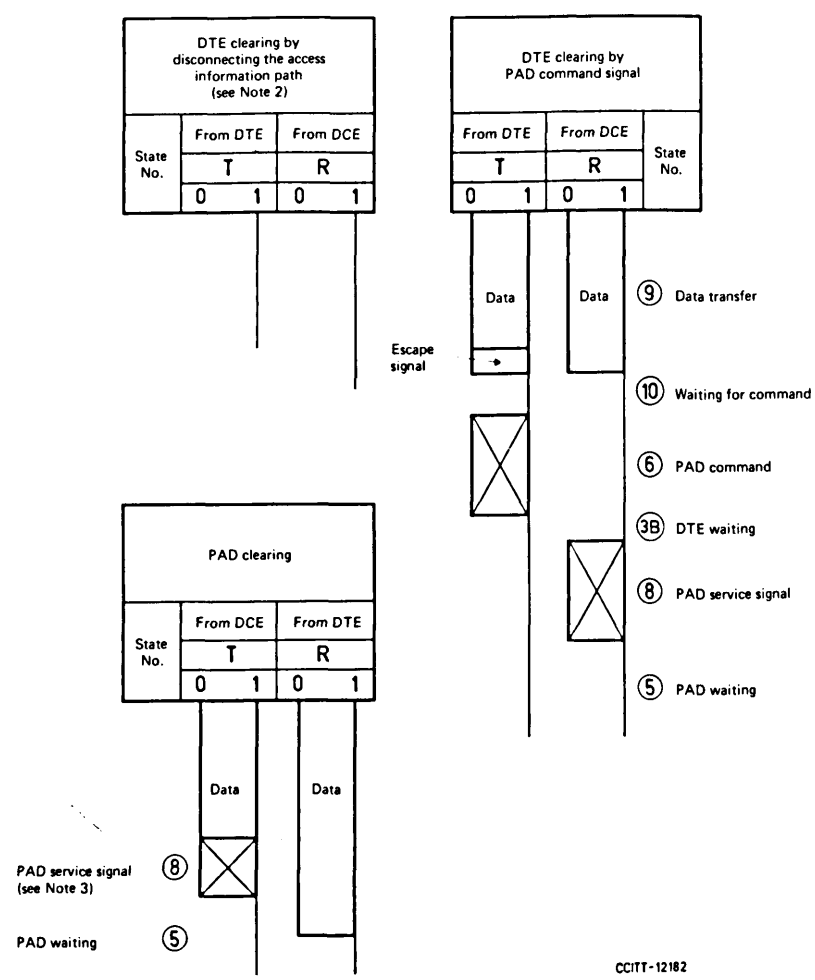 DTE clearing by
disconnecting the access
information path
(see Note 2)
State
No.
From DTE
From DCE
T
R
0 1 0 1
DTE clearing by
PAD command signal
From DTE
From DCE
State
No.
T
R
0 1 0 1
Data
Data
9 Data transfer
Escape
signal
10 Waiting for command
6 PAD command
3B DTE waiting
8 PAD service signal
5 PAD waiting
PAD clearing
State
No.
From DCE
From DTE
T
R
0 1 0 1
Data
Data
PAD service signal 8
(see Note 3)
PAD waiting 5
CCITT-12182